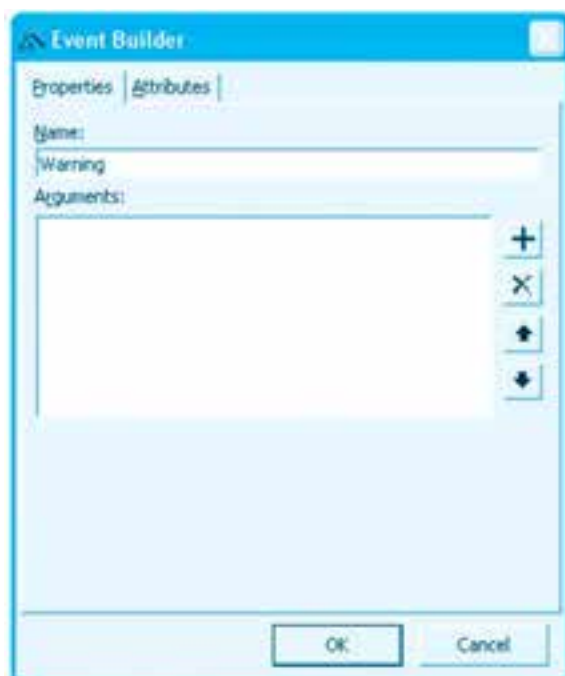 Event Builder
Properties Attributes
Name:
Warning
Arguments:
OK Cancel